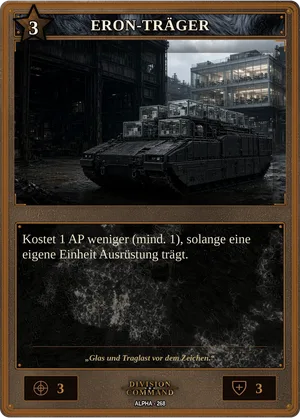 3
ERON-TRÄGER
Kostet 1 AP weniger (mind. 1), solange eine
eigene Einheit Ausrüstung trägt.
„Glas und Traglast vor dem Zeichen.“
3
DIVISION
COMMAND
ALPHA · 268
3